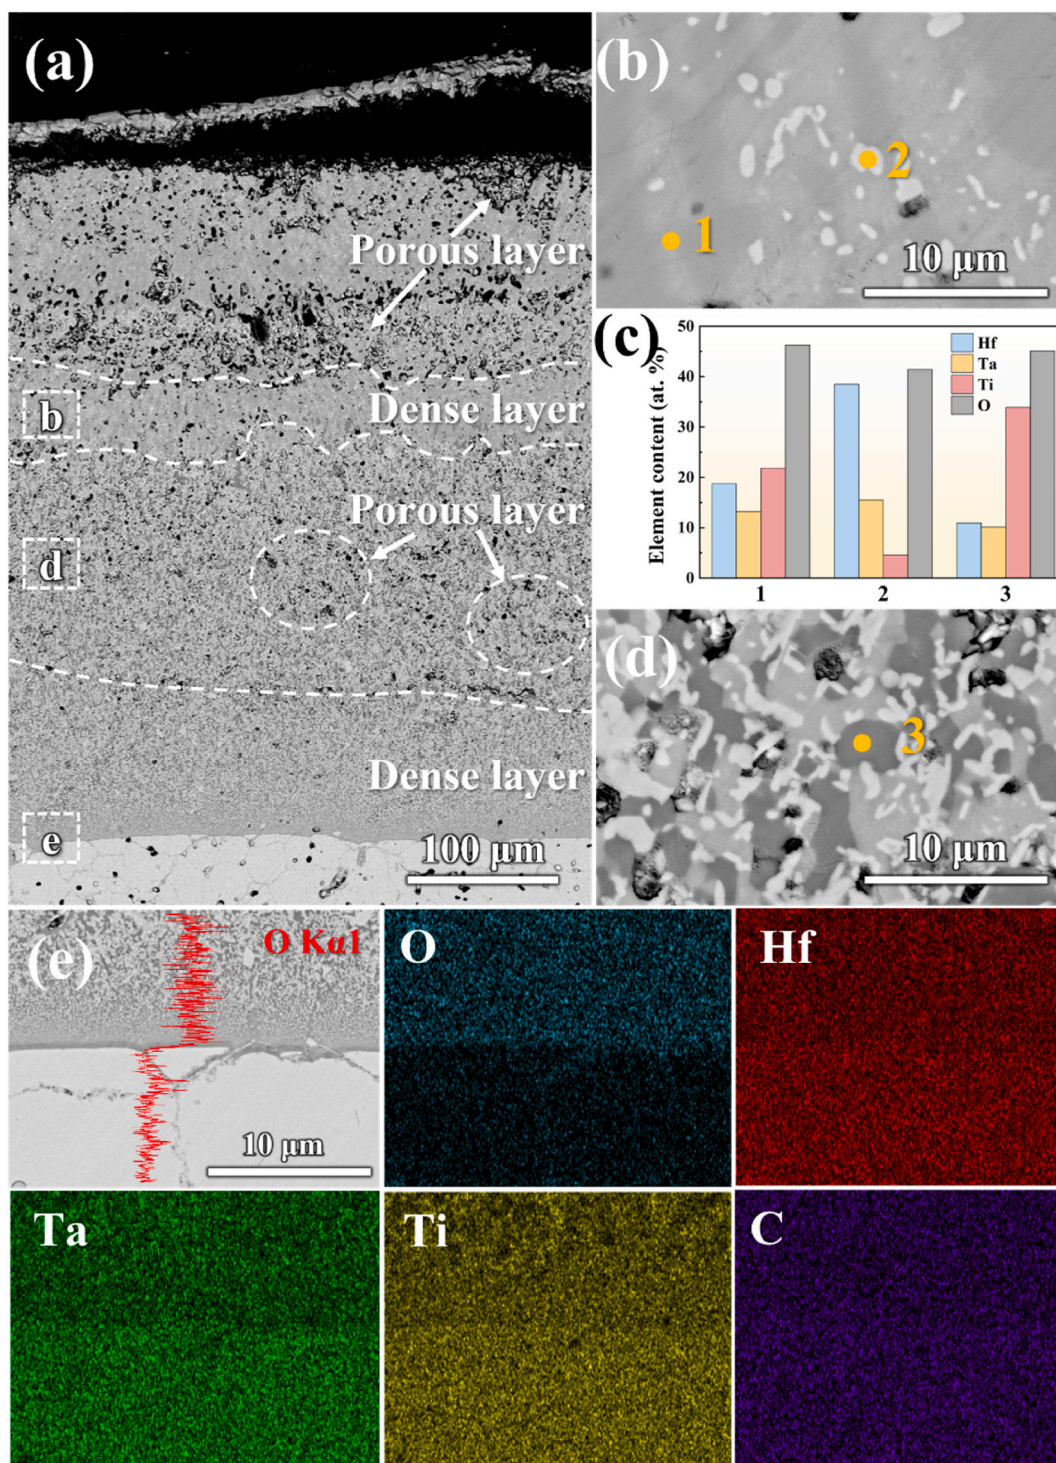 (a)
Porous layer
Dense layer
b
Porous layer
d
Dense layer
e
100 μm
(b)
1
2
10 μm
(c)
Element content (at. %)
50
40
30
20
10
0
Hf
Ta
Ti
O
1 2 3
(d)
3
10 μm
(e)
O Kα1
10 μm
O
Hf
Ta
Ti
C